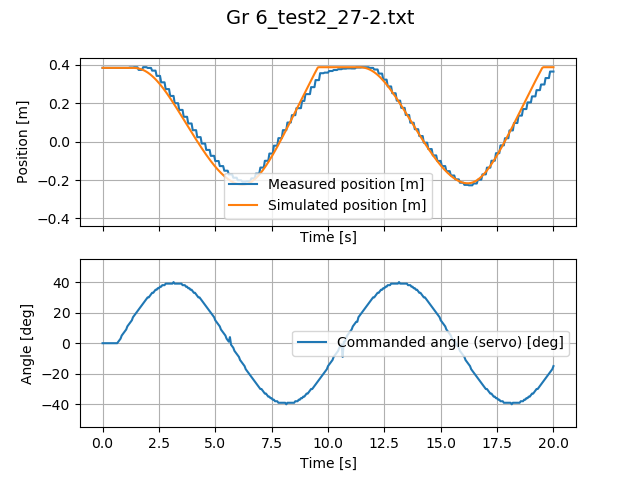 Gr 6_test2_27-2.txt
Position [m]
0.4
0.2
0.0
−0.2
−0.4
Measured position [m]
Simulated position [m]
Time [s]
Angle [deg]
40
20
0
−20
−40
Commanded angle (servo) [deg]
0.0 2.5 5.0 7.5 10.0 12.5 15.0 17.5 20.0
Time [s]